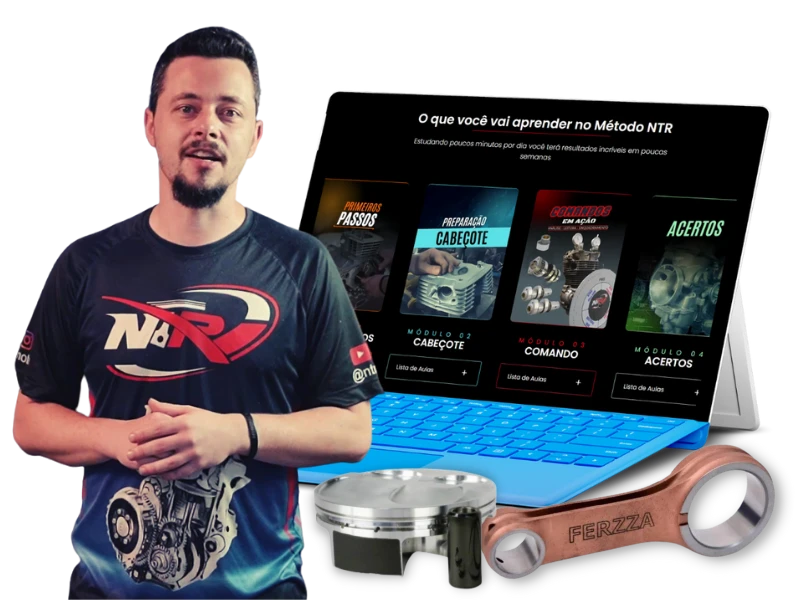 O que você vai aprender no Método NTR
Estudando poucos minutos por dia você terá resultados incríveis em poucas
semanas
PRIMEIROS
PASSOS
PREPARAÇÃO
CABEÇOTE
COMANDOS
EM AÇÃO
ACERTOS
MÓDULO 02
CABEÇOTE
MÓDULO 03
COMANDO
MÓDULO 04
ACERTOS
Lista de Aulas +
Lista de Aulas +
Lista de Aulas
NTR
FERZZA